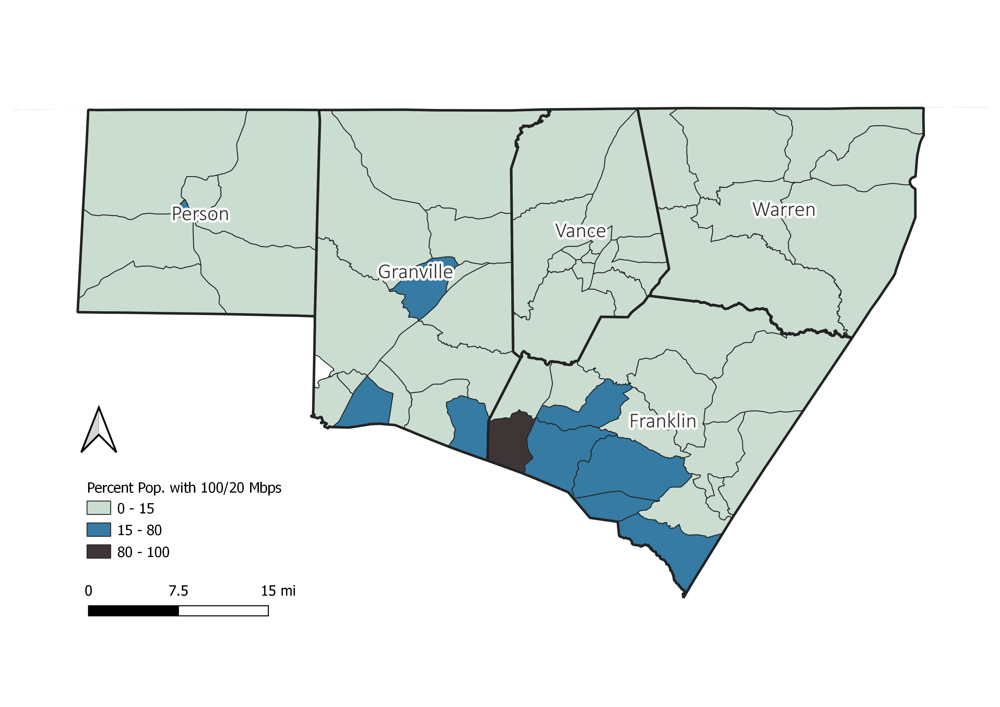 Person
Warren
Vance
Granville
Franklin
Percent Pop. with 100/20 Mbps
0 - 15
15 - 80
80 - 100
0 7.5 15 mi